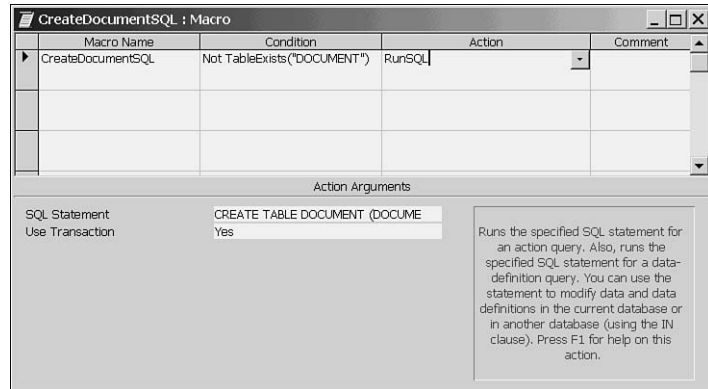 CreateDocumentSQL : Macro
Macro Name Condition Action Comment
CreateDocumentSQL Not TableExists("DOCUMENT") RunSQL
Action Arguments
SQL Statement CREATE TABLE DOCUMENT (DOCUME
Use Transaction Yes
Runs the specified SQL statement for
an action query. Also, runs the
specified SQL statement for a data-
definition query. You can use the
statement to modify data and data
definitions in the current database or
in another database (using the IN
clause). Press F1 for help on this
action.